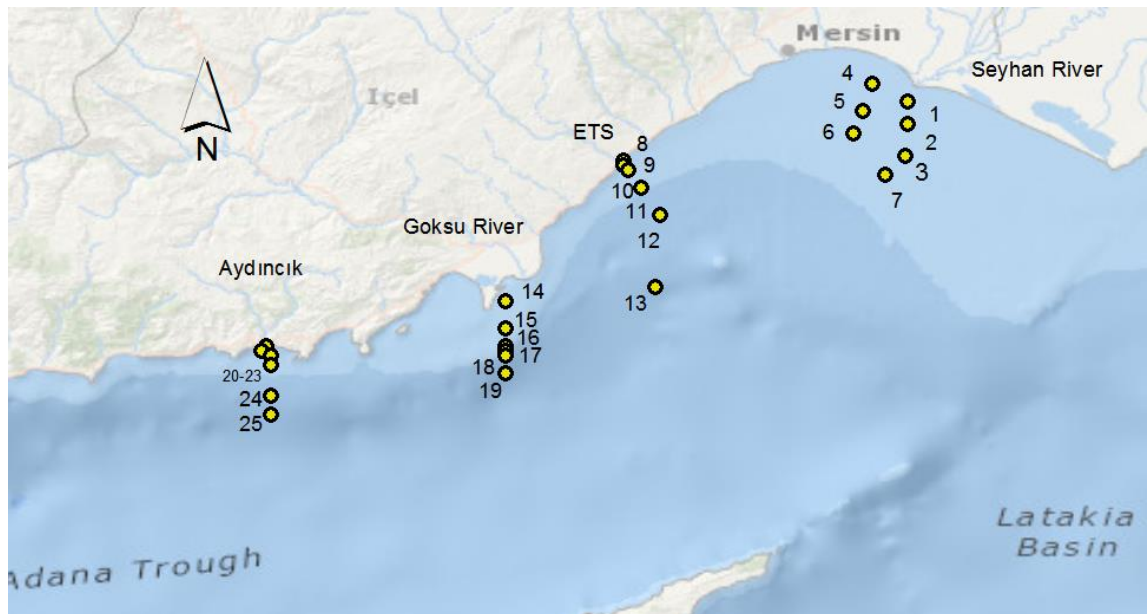 Mersin
Seyhan River
4
Içel
5
1
ETS
6
2
8
9
3
10
7
11
Goksu River
12
Aydıncık
13
14
15
16
17
18
20-23
19
24
25
N
Latakia
Basin
Adana Trough